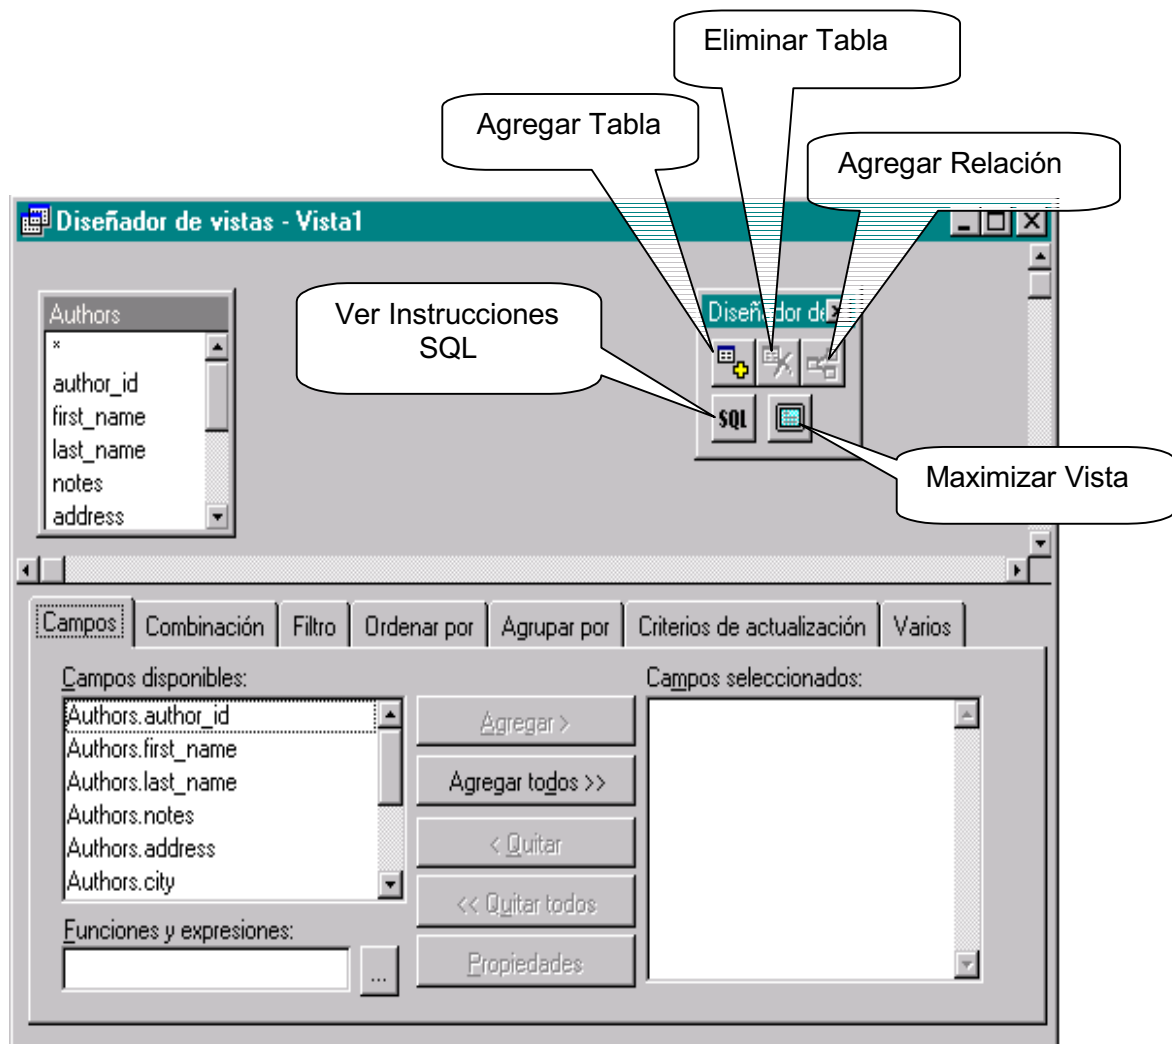 Eliminar Tabla
Agregar Tabla
Agregar Relación
Diseñador de vistas - Vista1
Authors
*
author_id
first_name
last_name
notes
address
Ver Instrucciones
SQL
Diseñador de
SQL
Maximizar Vista
Campos
Combinación
Filtro
Ordenar por
Agrupar por
Criterios de actualización
Varios
Campos disponibles:
Authors.author_id
Authors.first_name
Authors.last_name
Authors.notes
Authors.address
Authors.city
Agregar >
Agregar todos >>
< Quitar
<< Quitar todos
Propiedades
Campos seleccionados:
Funciones y expresiones:
...